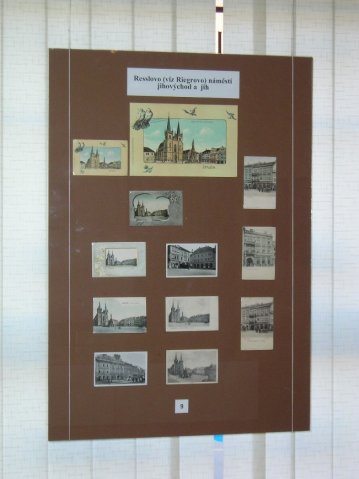 Resslovo (viz Riegrovo) náměstí
jihovýchod a jih
9